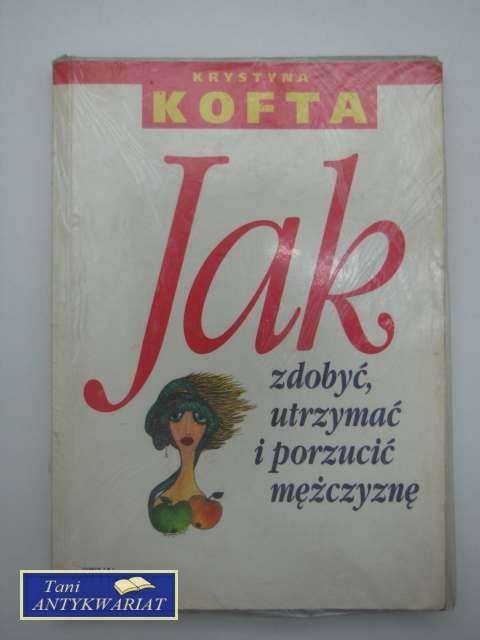 KRYSTYNA
KOFTA
Jak
zdobyć,
utrzymać
i porzucić
mężczyznę
Tani
ANTYKWARIAT